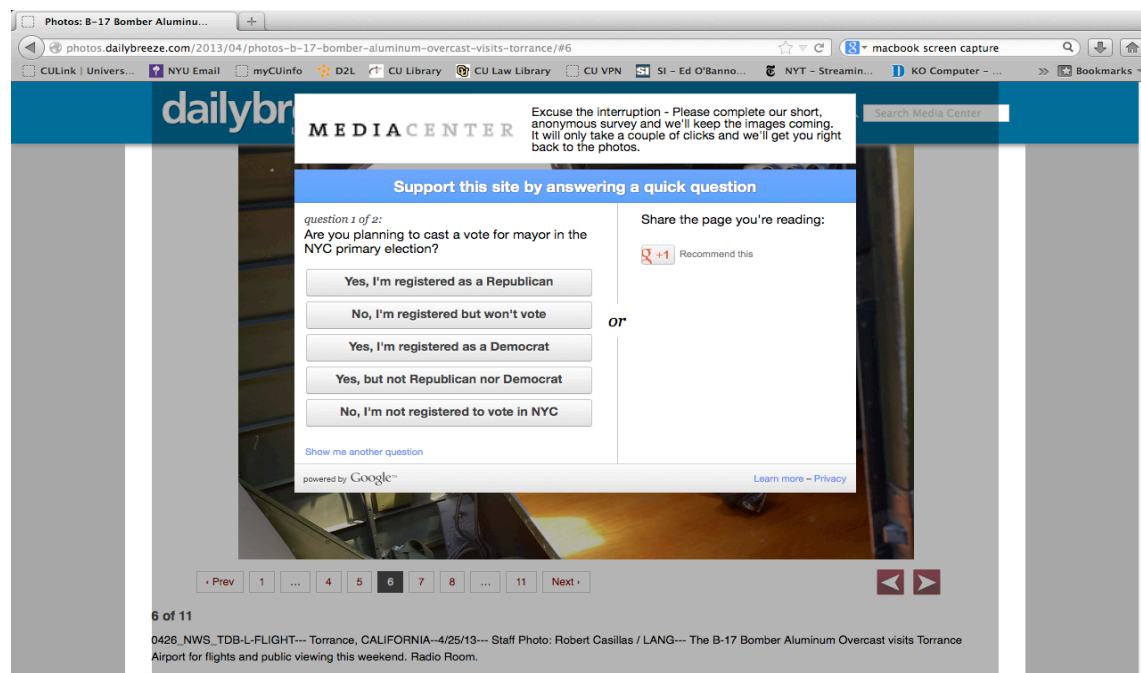 Photos: B-17 Bomber Aluminu...
photos.dailybreeze.com/2013/04/photos-b-17-bomber-aluminum-overcast-visits-torrance/#6
macbook screen capture
CULink | Univers...
NYU Email
myCUinfo
D2L
CU Library
CU Law Library
CU VPN
SI – Ed O'Banno...
NYT – Streamin...
KO Computer – ...
Bookmarks
dailybr
Search Media Center
MEDIACENTER
Excuse the interruption - Please complete our short,
anonymous survey and we'll keep the images coming.
It will only take a couple of clicks and we'll get you right
back to the photos.
Support this site by answering a quick question
question 1 of 2:
Are you planning to cast a vote for mayor in the
NYC primary election?
Yes, I'm registered as a Republican
No, I'm registered but won't vote
Yes, I'm registered as a Democrat
Yes, but not Republican nor Democrat
No, I'm not registered to vote in NYC
Show me another question
or
Share the page you're reading:
+1 Recommend this
powered by Google™
Learn more – Privacy
‹ Prev 1 ... 4 5 6 7 8 ... 11 Next ›
6 of 11
0426_NWS_TDB-L-FLIGHT--- Torrance, CALIFORNIA--4/25/13--- Staff Photo: Robert Casillas / LANG--- The B-17 Bomber Aluminum Overcast visits Torrance
Airport for flights and public viewing this weekend. Radio Room.